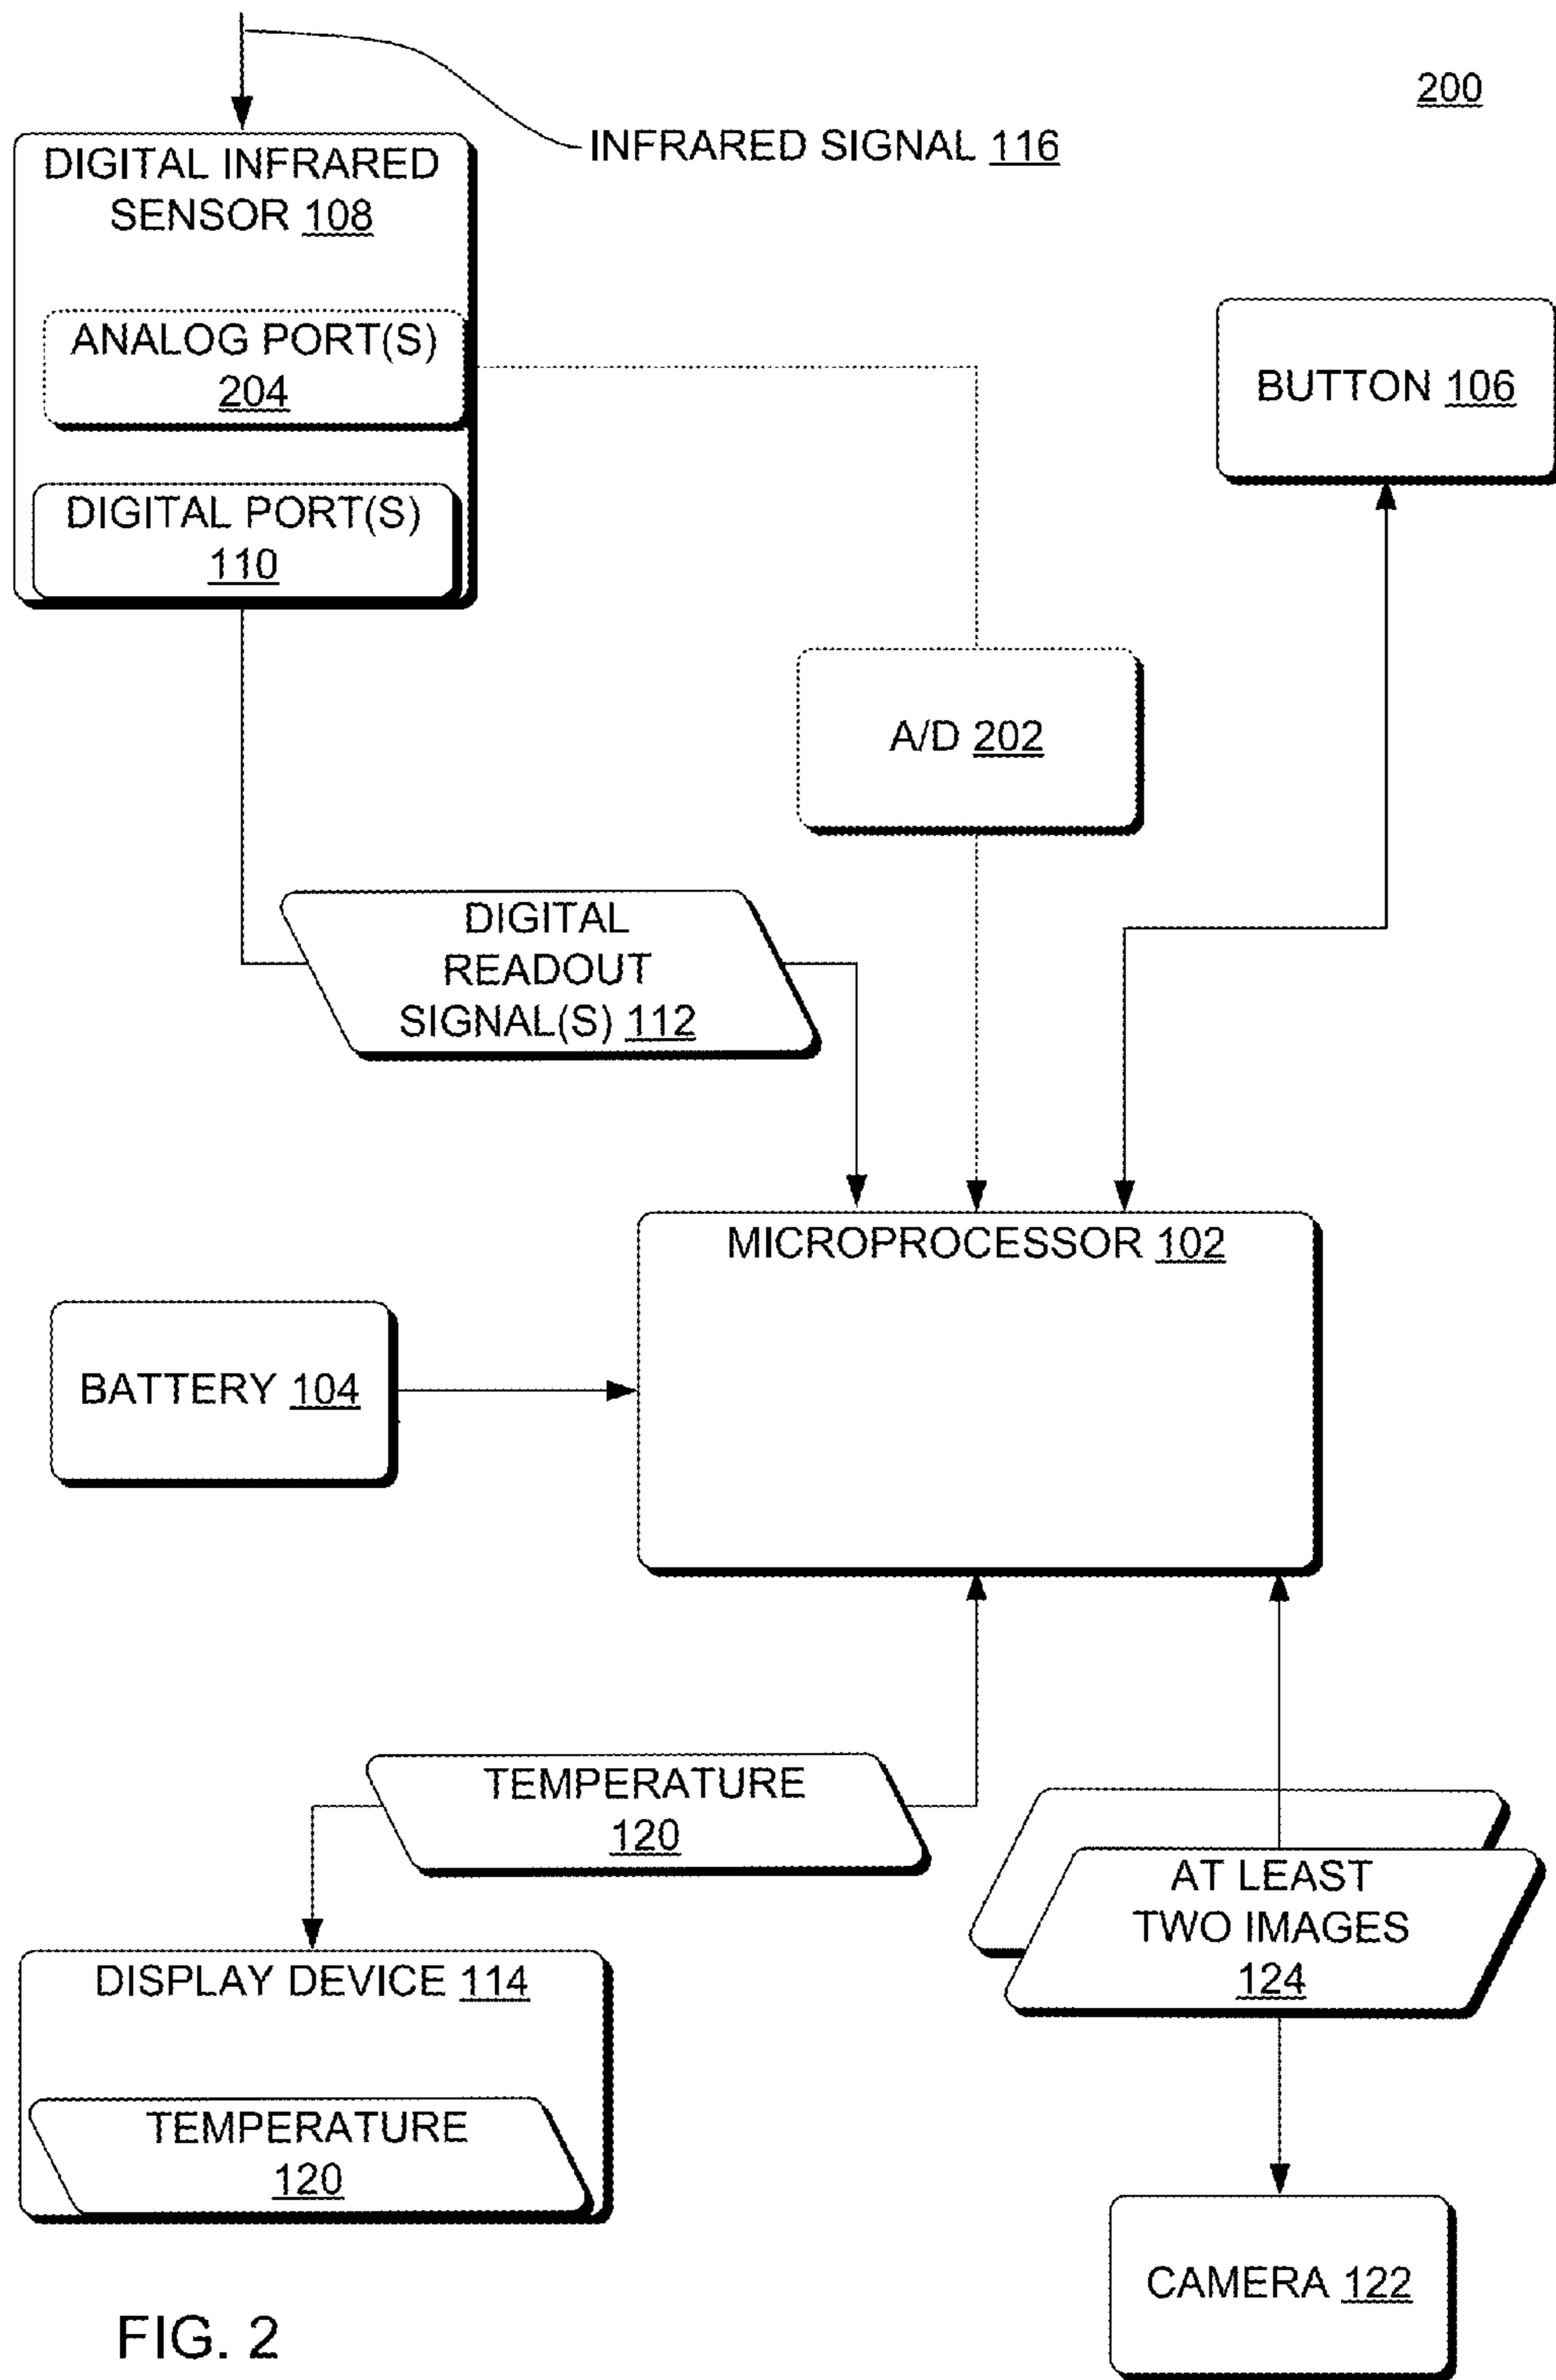 200
INFRARED SIGNAL 116
DIGITAL INFRARED
SENSOR 108
ANALOG PORT(S)
204
DIGITAL PORT(S)
110
BUTTON 106
A/D 202
DIGITAL
READOUT
SIGNAL(S) 112
MICROPROCESSOR 102
BATTERY 104
TEMPERATURE
120
AT LEAST
TWO IMAGES
124
DISPLAY DEVICE 114
TEMPERATURE
120
CAMERA 122
FIG. 2